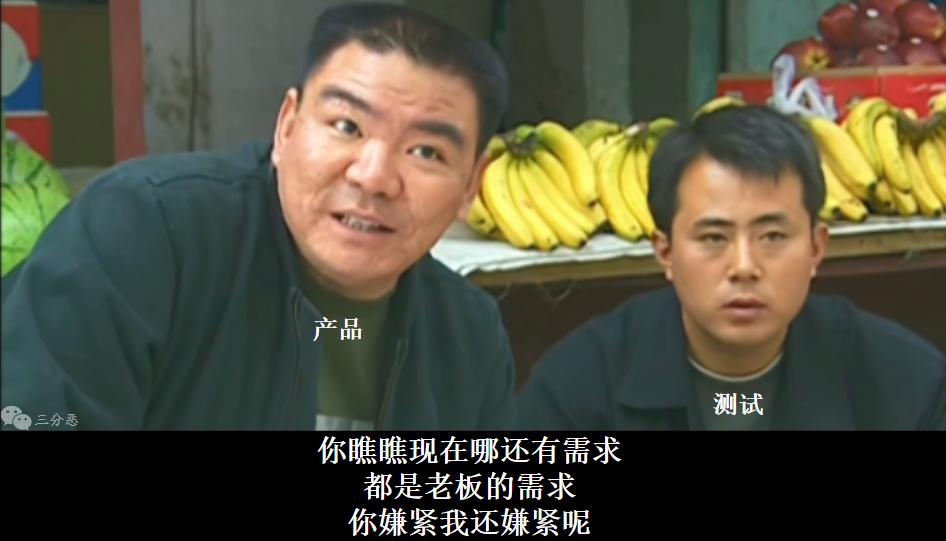 产品
测试
三分恶
你瞧瞧现在哪还有需求
都是老板的需求
你嫌紧我还嫌紧呢